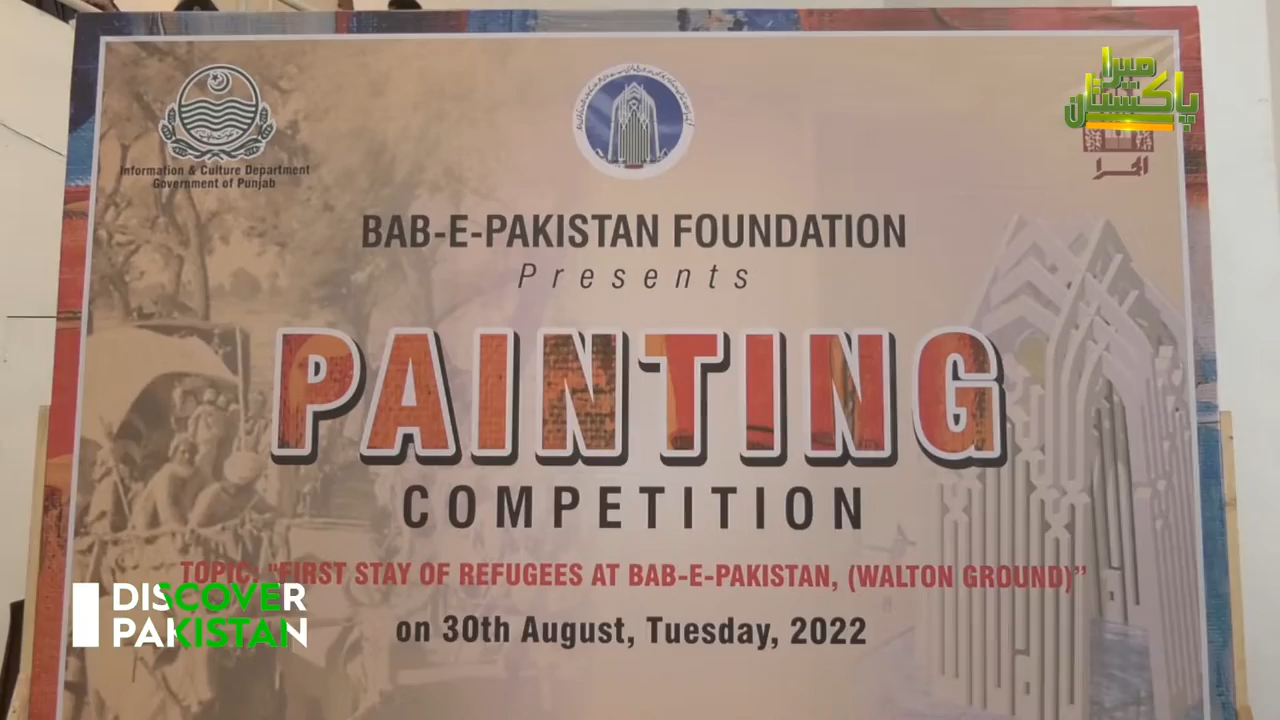 میرا
پاکستان
Information & Culture Department
Government of Punjab
الحمرا
BAB-E-PAKISTAN FOUNDATION
Presents
PAINTING
COMPETITION
TOPIC: "FIRST STAY OF REFUGEES AT BAB-E-PAKISTAN, (WALTON GROUND)"
on 30th August, Tuesday, 2022
DISCOVER
PAKISTAN